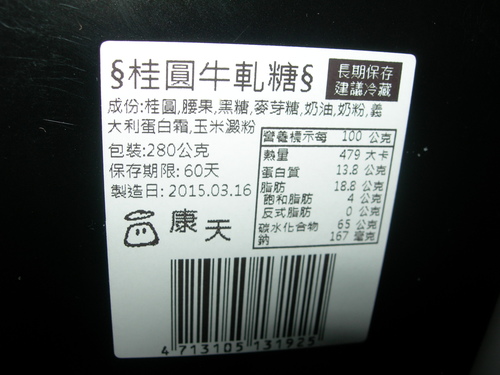 §桂圓牛軋糖§
長期保存
建議冷藏
成份:桂圓,腰果,黑糖,麥芽糖,奶油,奶粉,義
大利蛋白霜,玉米澱粉
包裝:280公克
保存期限: 60天
製造日: 2015.03.16
康天
營養標示每 100 公克
熱量 479 大卡
蛋白質 13.8 公克
脂肪 18.8 公克
飽和脂肪 4 公克
反式脂肪 0 公克
碳水化合物 65 公克
鈉 167 毫克
4 713105 131925